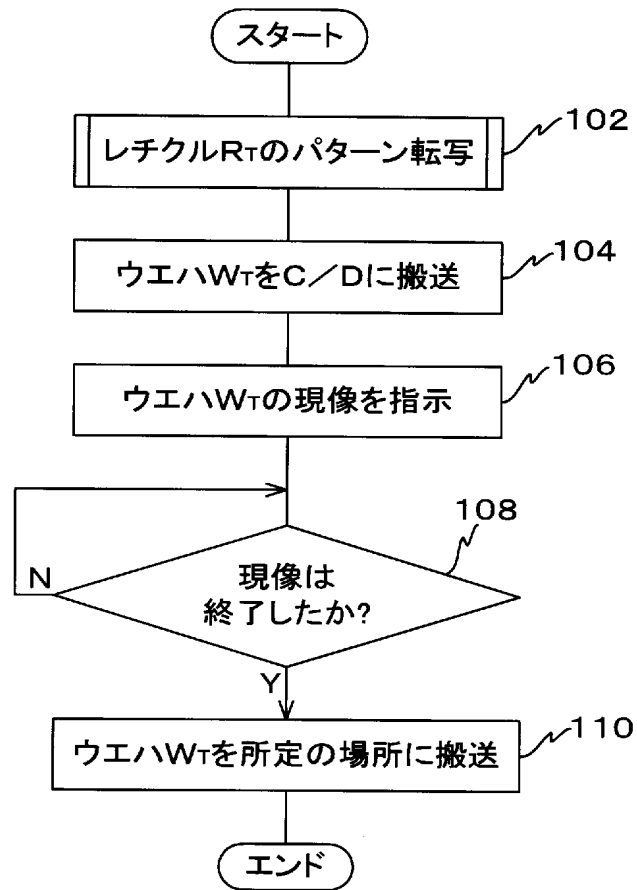 スタート
レチクルRTのパターン転写
102
ウエハWTをC/Dに搬送
104
ウエハWTの現像を指示
106
108
現像は
終了したか?
N
Y
ウエハWTを所定の場所に搬送
110
エンド